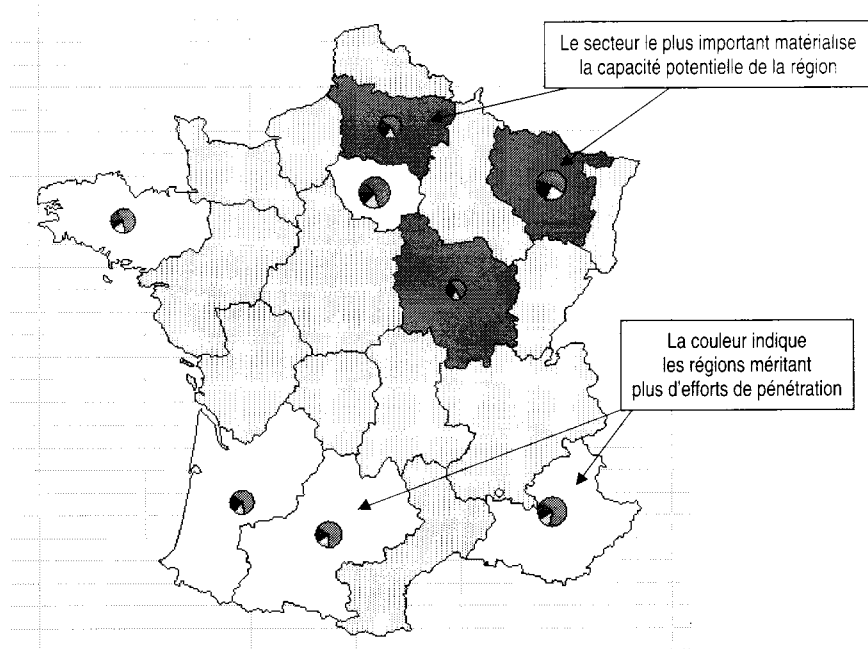 Le secteur le plus important matérialise
la capacité potentielle de la région
La couleur indique
les régions méritant
plus d'efforts de pénétration